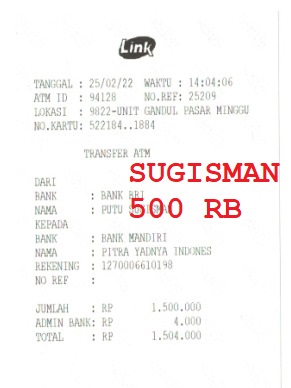 Link
TANGGAL : 25/02/22 WAKTU : 14:04:06
ATM ID : 94128 NO.REF: 25209
LOKASI : 9822-UNIT GANDUL PASAR MINGGU
NO.KARTU: 522184..1884
TRANSFER ATM
SUGISMAN
500 RB
DARI
BANK : BANK BRI
NAMA : PUTU
KEPADA
BANK : BANK MANDIRI
NAMA : PITRA YADNYA INDONES
REKENING : 1270006610198
NO REF :
JUMLAH : RP 1.500.000
ADMIN BANK: RP 4.000
TOTAL : RP 1.504.000